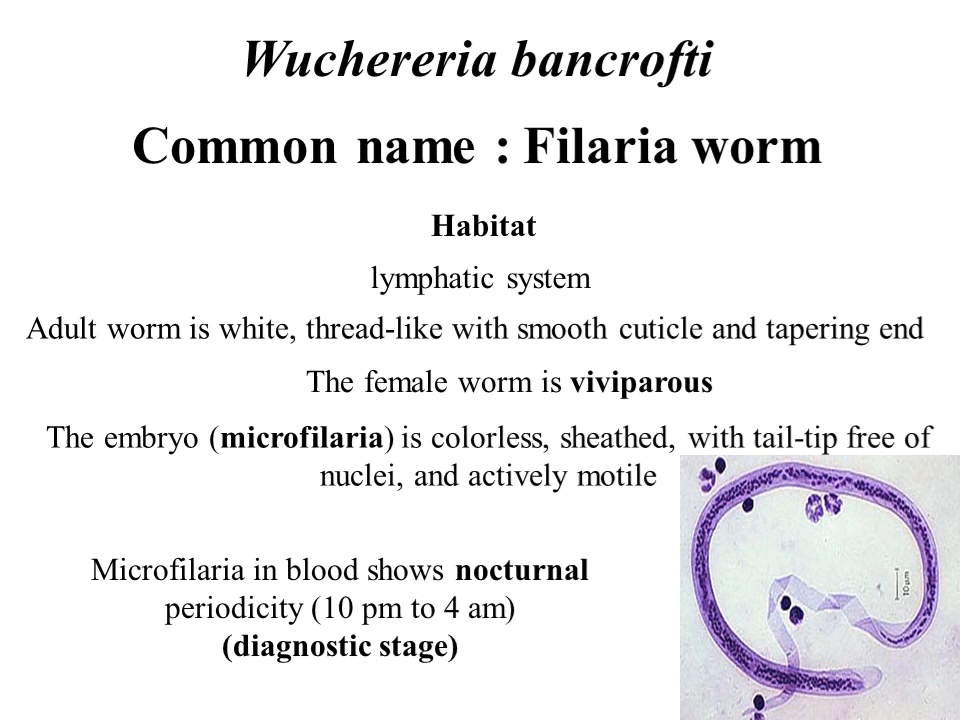 Wuchereria bancrofti
Common name : Filaria worm
Habitat
lymphatic system
Adult worm is white, thread-like with smooth cuticle and tapering end
The female worm is viviparous
The embryo (microfilaria) is colorless, sheathed, with tail-tip free of
nuclei, and actively motile
Microfilaria in blood shows nocturnal
periodicity (10 pm to 4 am)
(diagnostic stage)
10 µm